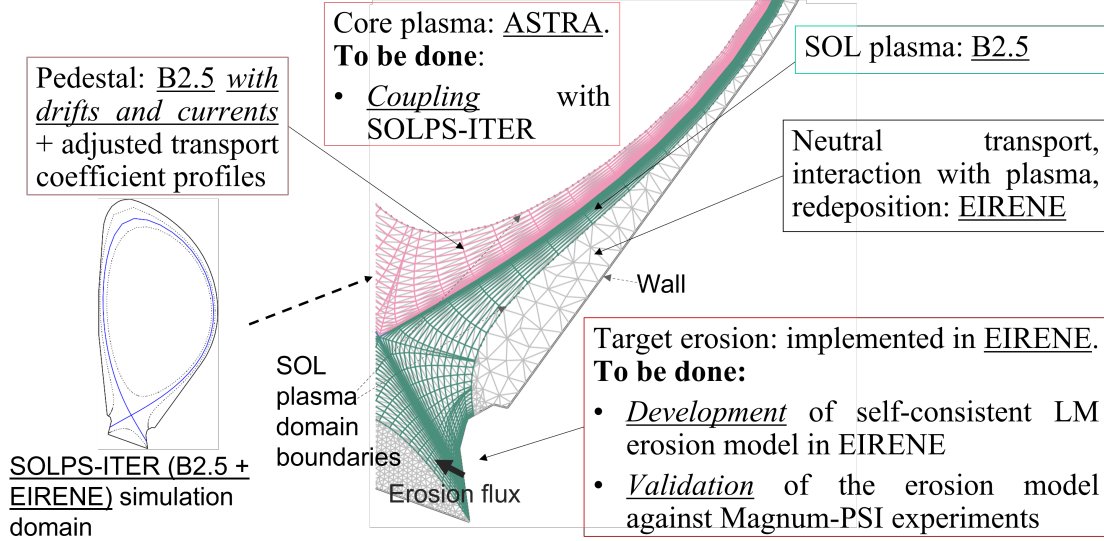 Core plasma: ASTRA.
To be done:
• Coupling with
SOLPS-ITER
SOL plasma: B2.5
Pedestal: B2.5 with
drifts and currents
+ adjusted transport
coefficient profiles
Neutral transport,
interaction with plasma,
redeposition: EIRENE
Wall
Target erosion: implemented in EIRENE.
To be done:
• Development of self-consistent LM
erosion model in EIRENE
• Validation of the erosion model
against Magnum-PSI experiments
SOL
plasma
domain
boundaries
Erosion flux
SOLPS-ITER (B2.5 +
EIRENE) simulation
domain